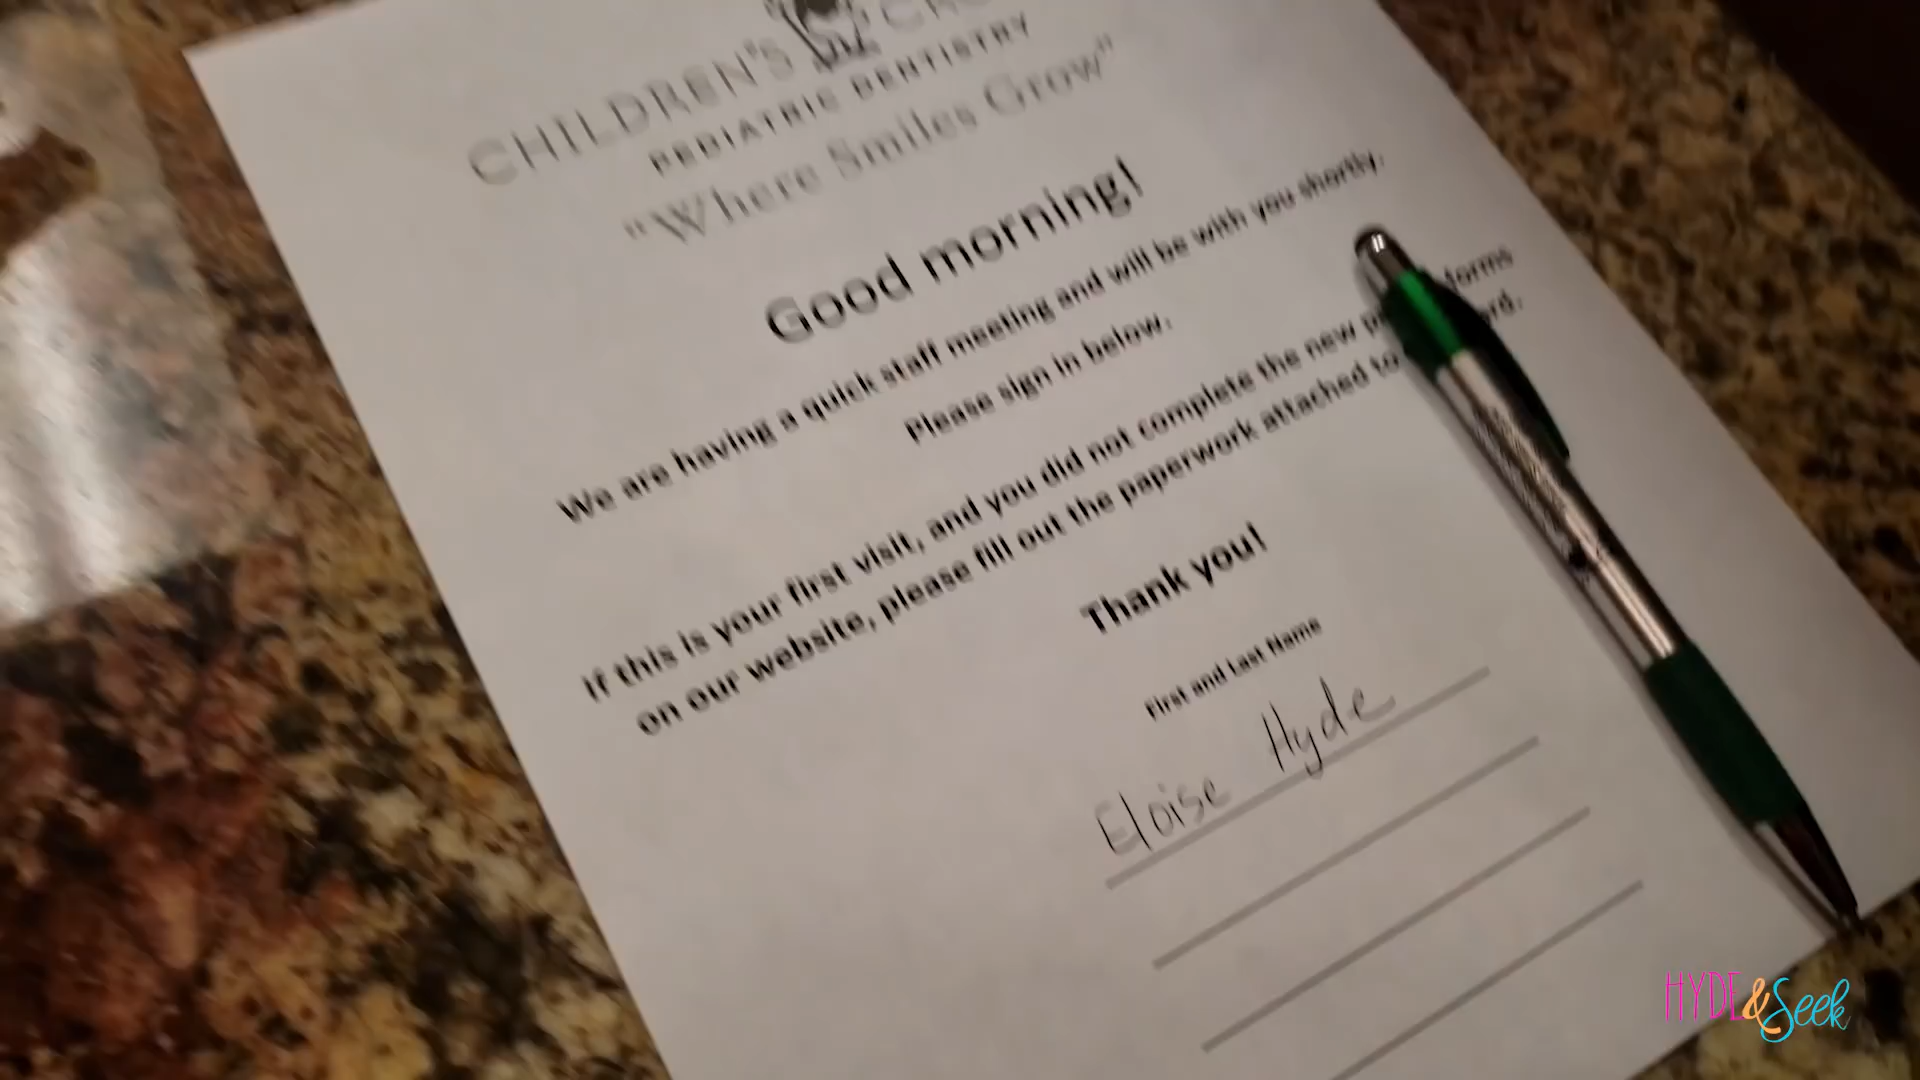 CHILDREN'S
PEDIATRIC DENTISTRY
"Where Smiles Grow"
Good morning!
We are having a quick staff meeting and will be with you shortly.
Please sign in below.
If this is your first visit, and you did not complete the new forms
on our website, please fill out the paperwork attached to
Thank you!
First and Last Name
Eloise Hyde
HYDE&Seek